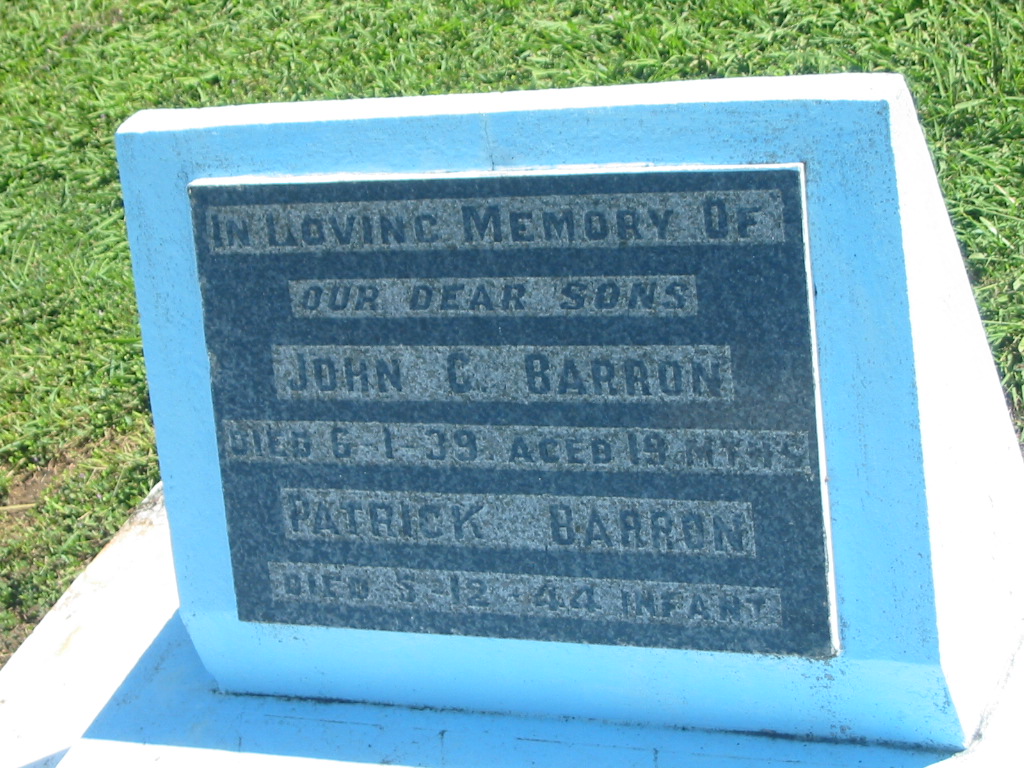 IN LOVING MEMORY OF
OUR DEAR SONS
JOHN G. BARRON
DIED 6-1-39 AGED 19 MTHS
PATRICK BARRON
DIED 5-12-44 INFANT